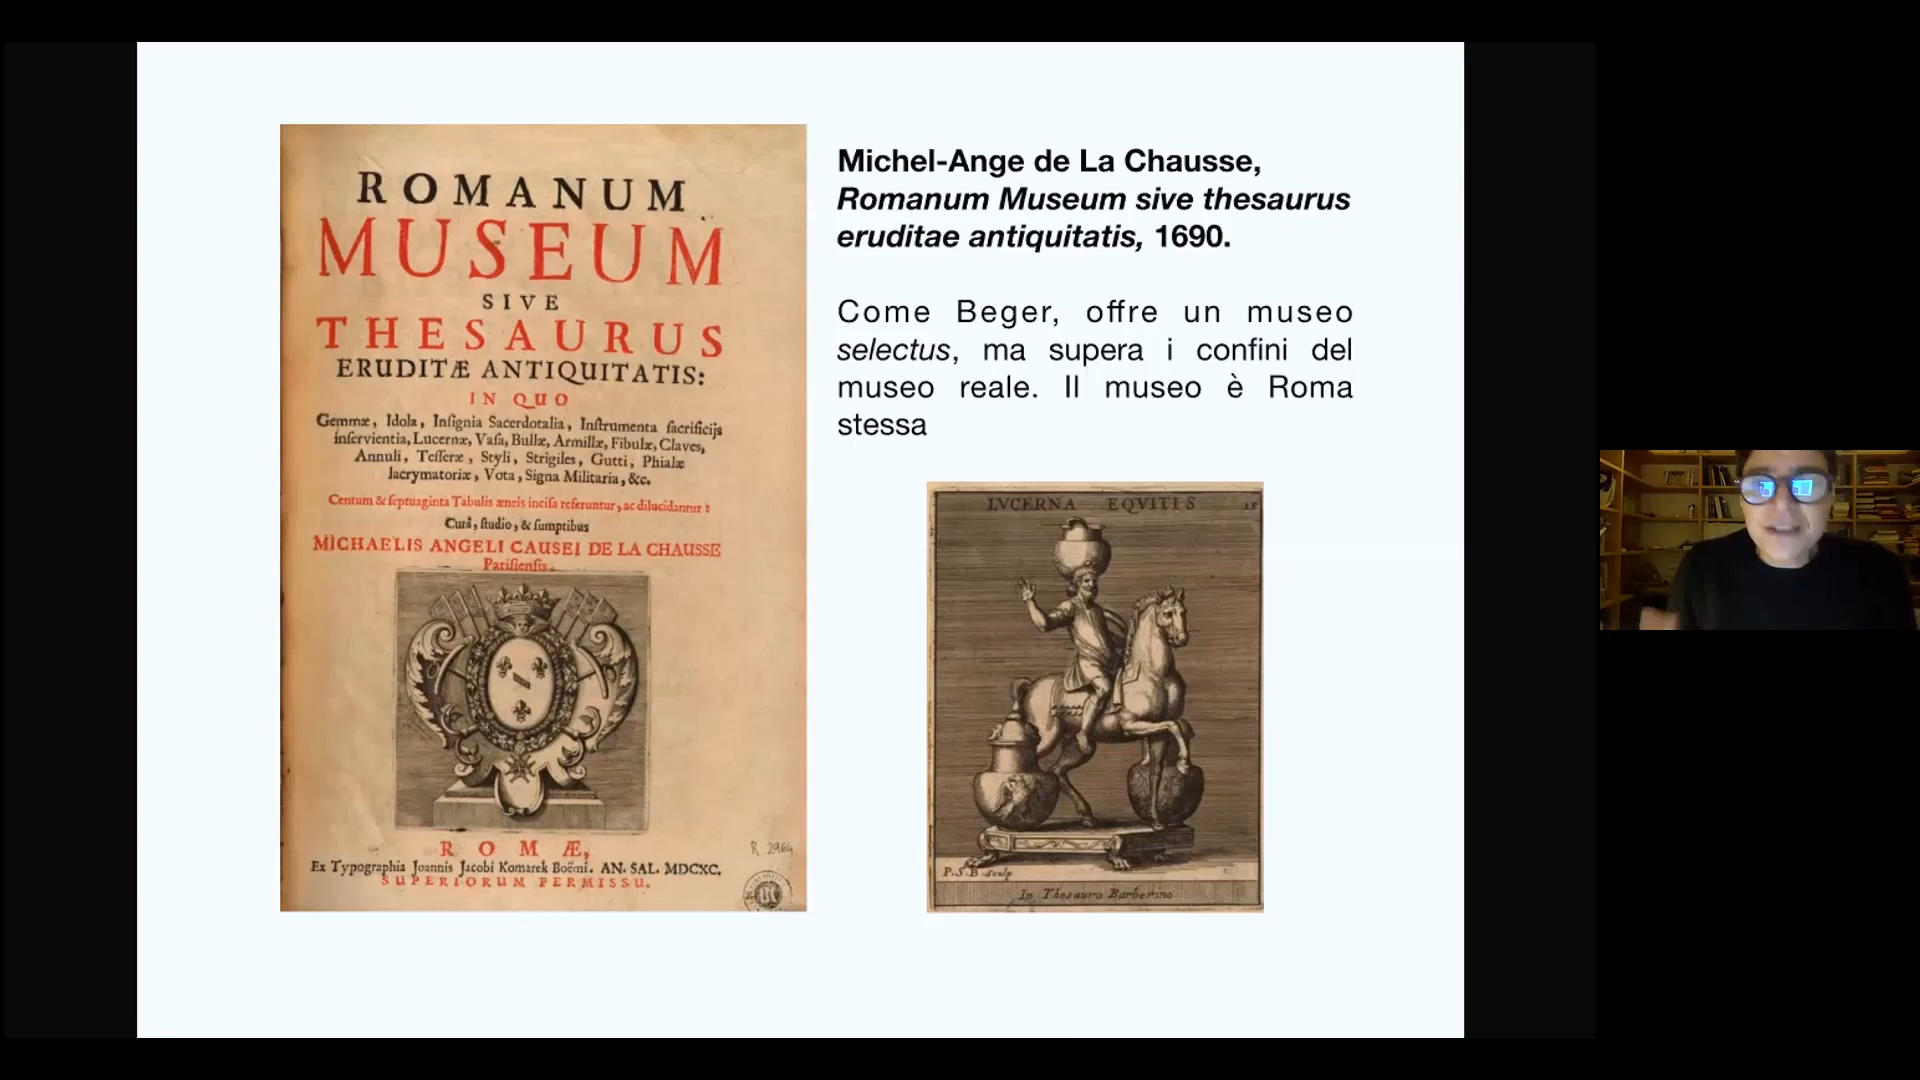 ROMANUM
MUSEUM
SIVE
THESAURUS
ERUDITÆ ANTIQUITATIS:
IN QUO
Gemmæ, Idola, Inſignia Sacerdotalia, Inſtrumenta ſacrificijs
inſervientia, Lucernæ, Vaſa, Bullæ, Armillæ, Fibulæ, Claves,
Annuli, Teſſeræ, Styli, Strigiles, Gutti, Phialæ
lacrymatoriæ, Vota, Signa Militaria, &c.
Centum & ſeptuaginta Tabulis æneis inciſa referuntur, ac dilucidantur
Curâ, ſtudio, & ſumptibus
MICHAELIS ANGELI CAUSEI DE LA CHAUSSE
Pariſienſis.
ROMÆ,
Ex Typographia Joannis Jacobi Komarek Boëmi. AN. SAL. MDCXC.
SUPERIORUM PERMISSU.
R. 2964
Michel-Ange de La Chausse,
Romanum Museum sive thesaurus
eruditae antiquitatis, 1690.
Come Beger, offre un museo
selectus, ma supera i confini del
museo reale. Il museo è Roma
stessa
LVCERNA EQVITIS
P.S.B. sculp
In Thesauro Barberino